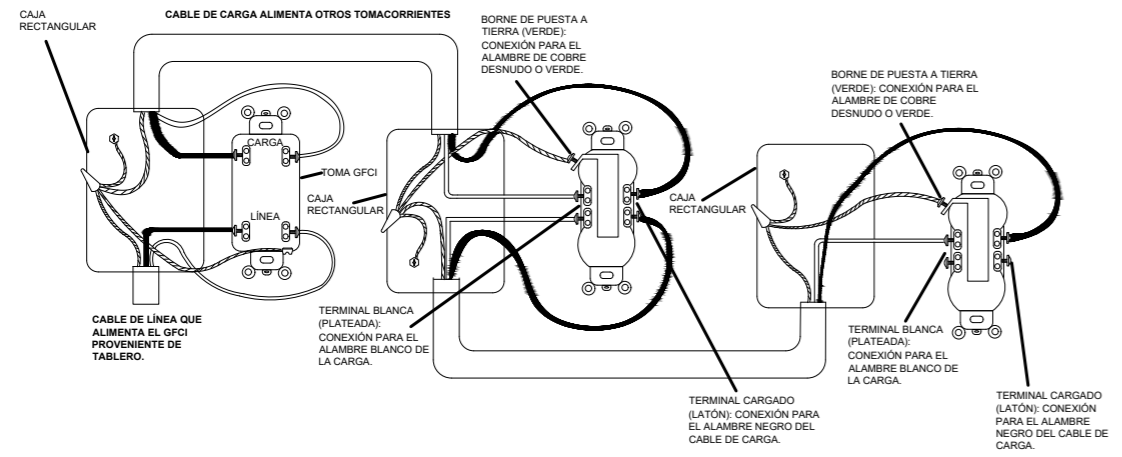 CAJA
RECTANGULAR
CABLE DE CARGA ALIMENTA OTROS TOMACORRIENTES
BORNE DE PUESTA A
TIERRA (VERDE):
CONEXIÓN PARA EL
ALAMBRE DE COBRE
DESNUDO O VERDE.
BORNE DE PUESTA A TIERRA
(VERDE): CONEXIÓN PARA EL
ALAMBRE DE COBRE
DESNUDO O VERDE.
CARGA
TOMA GFCI
LÍNEA
CAJA
RECTANGULAR
CAJA
RECTANGULAR
CABLE DE LÍNEA QUE
ALIMENTA EL GFCI
PROVENIENTE DE
TABLERO.
TERMINAL BLANCA
(PLATEADA):
CONEXIÓN PARA EL
ALAMBRE BLANCO DE
LA CARGA.
TERMINAL BLANCA
(PLATEADA):
CONEXIÓN PARA EL
ALAMBRE BLANCO DE
LA CARGA.
TERMINAL CARGADO
(LATÓN): CONEXIÓN PARA
EL ALAMBRE NEGRO DEL
CABLE DE CARGA.
TERMINAL CARGADO
(LATÓN): CONEXIÓN
PARA EL ALAMBRE
NEGRO DEL CABLE DE
CARGA.